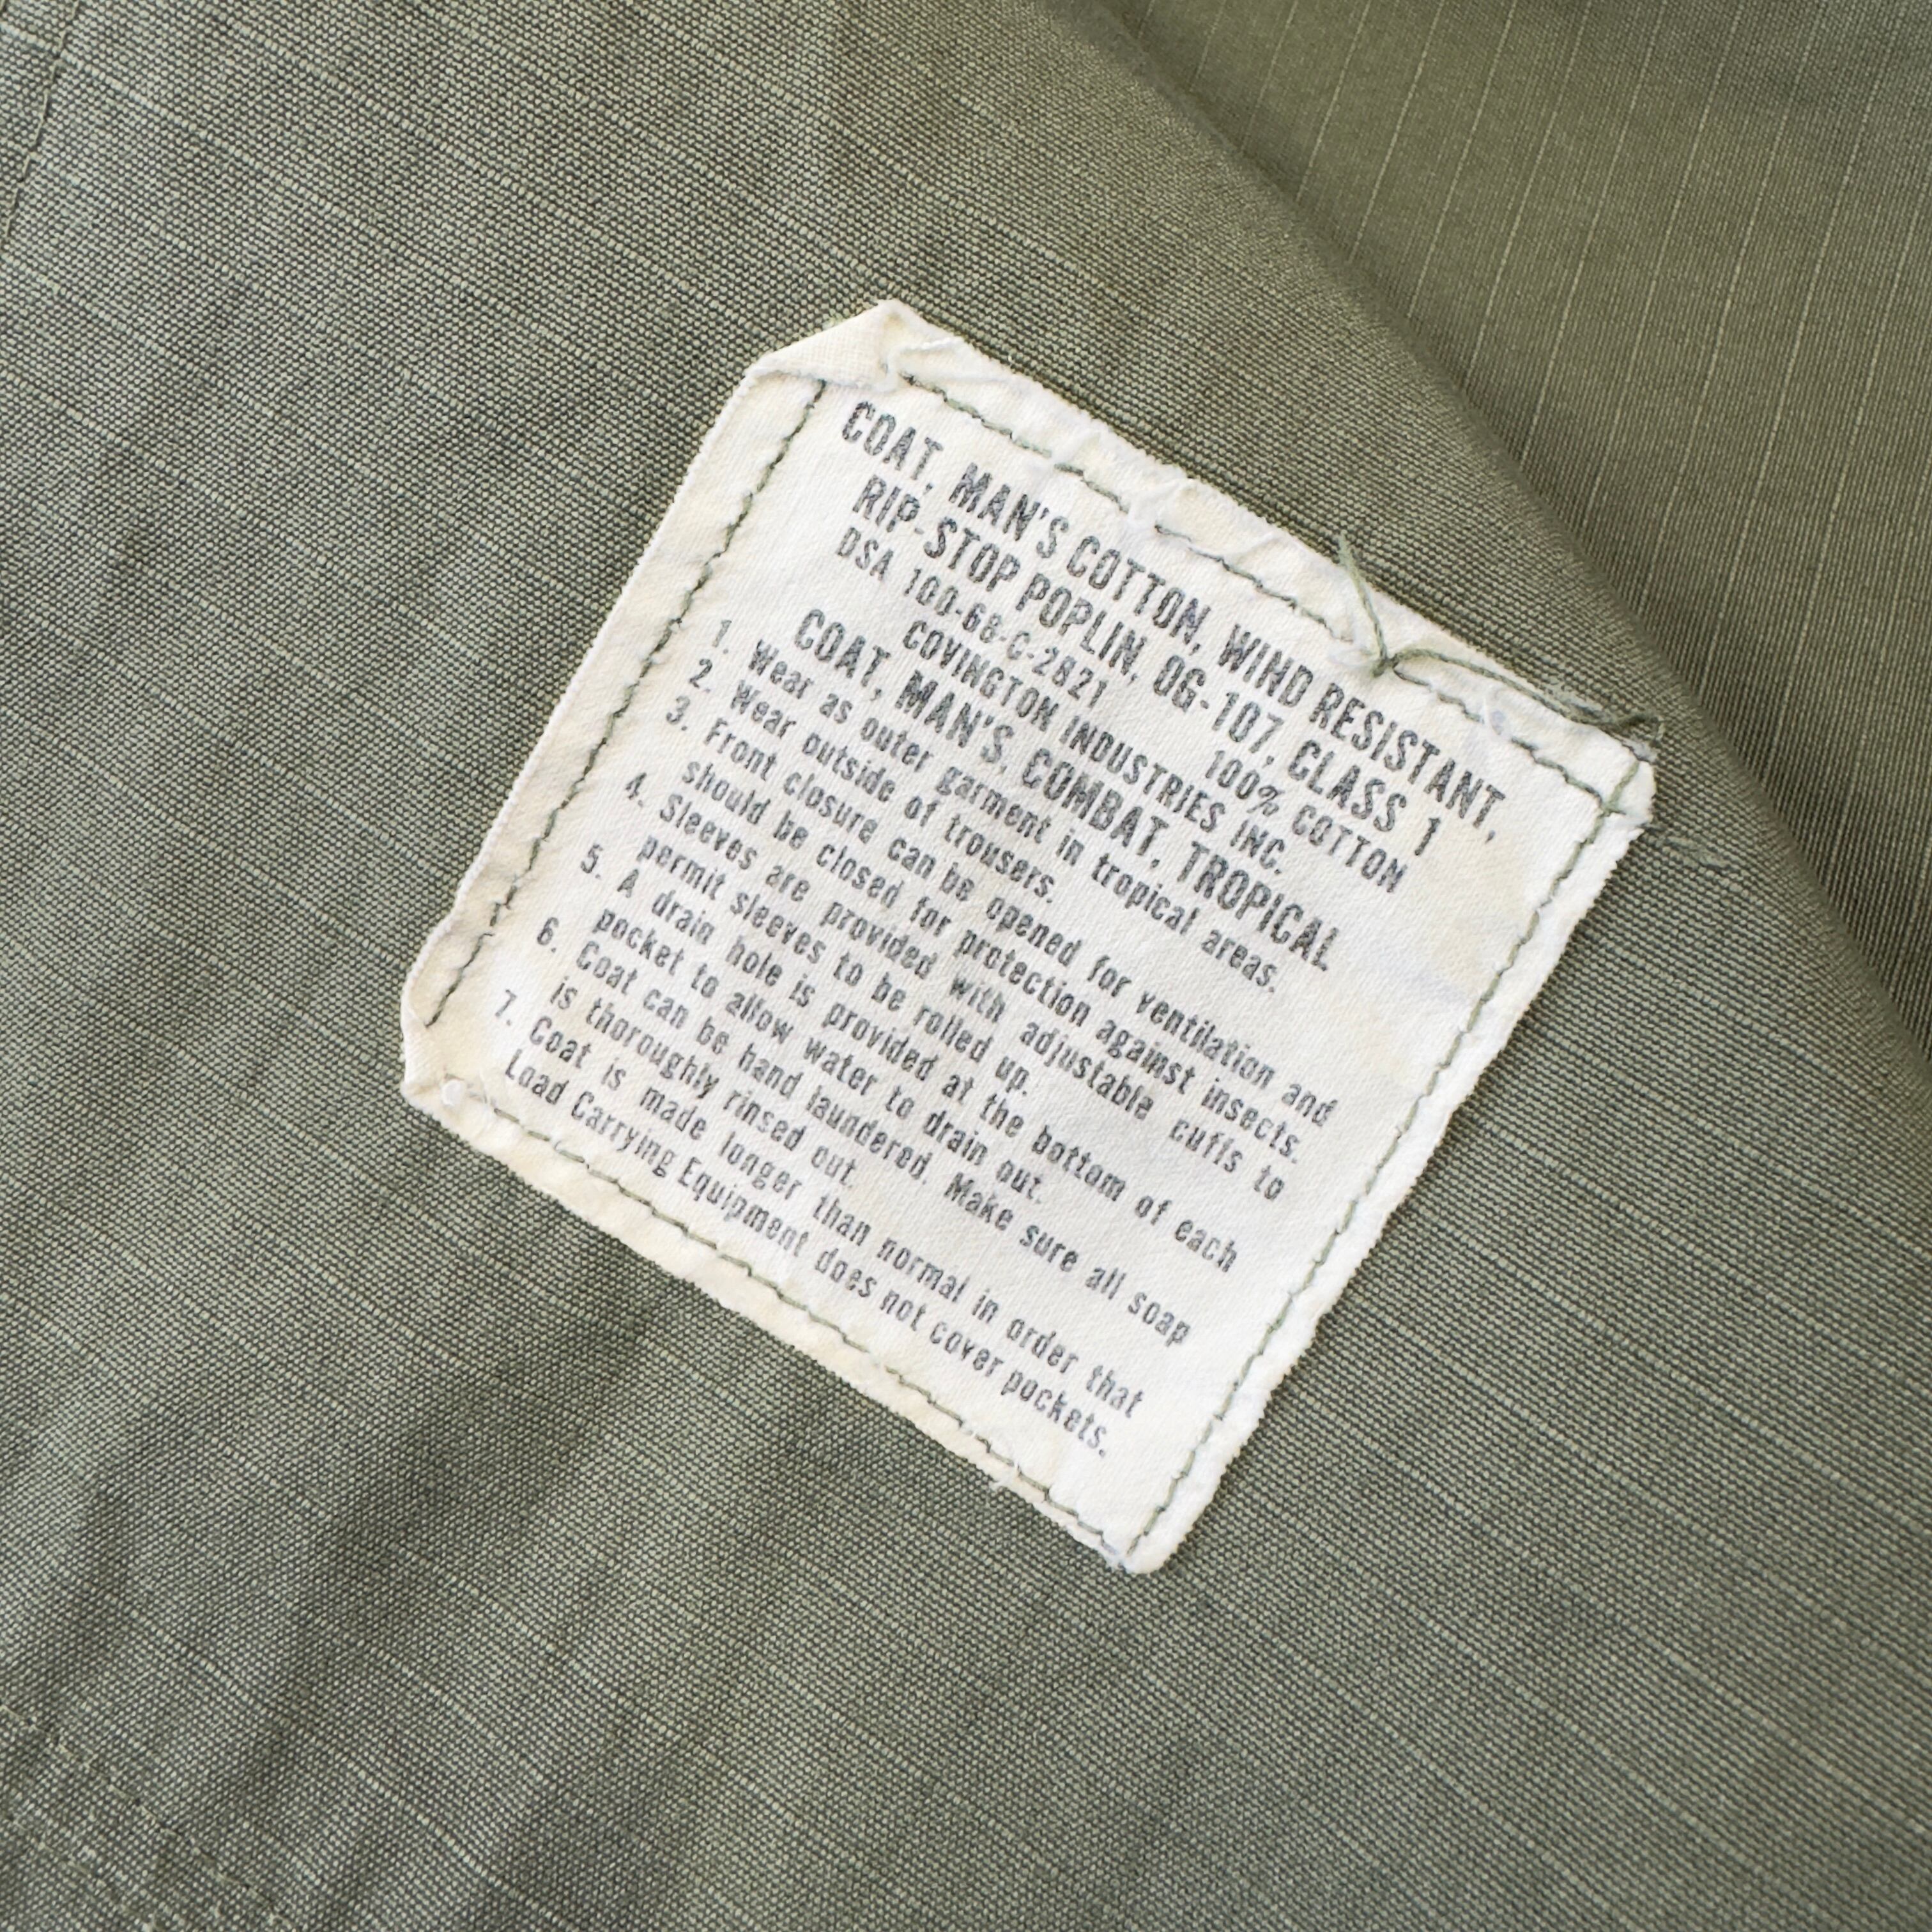 COAT, MAN'S COTTON, WIND RESISTANT,
RIP-STOP POPLIN, OG-107, CLASS 1
DSA 100-68-C-2821 100% COTTON
COVINGTON INDUSTRIES INC.
COAT, MAN'S, COMBAT, TROPICAL
1. Wear as outer garment in tropical areas.
2. Wear outside of trousers.
3. Front closure can be opened for ventilation and
should be closed for protection against insects.
4. Sleeves are provided with adjustable cuffs to
permit sleeves to be rolled up.
5. A drain hole is provided at the bottom of each
pocket to allow water to drain out.
6. Coat can be hand laundered. Make sure all soap
is thoroughly rinsed out.
7. Coat is made longer than normal in order that
Load Carrying Equipment does not cover pockets.